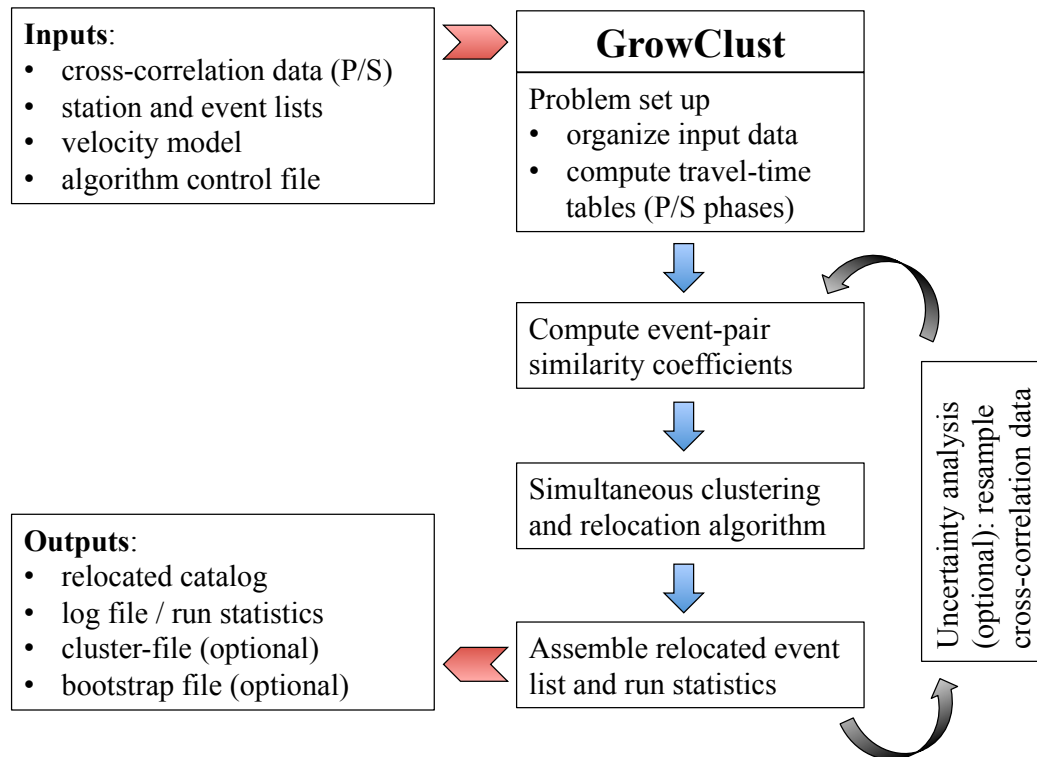 Inputs:
• cross-correlation data (P/S)
• station and event lists
• velocity model
• algorithm control file
GrowClust
Problem set up
• organize input data
• compute travel-time
tables (P/S phases)
Compute event-pair
similarity coefficients
Simultaneous clustering
and relocation algorithm
Assemble relocated event
list and run statistics
Uncertainty analysis
(optional): resample
cross-correlation data
Outputs:
• relocated catalog
• log file / run statistics
• cluster-file (optional)
• bootstrap file (optional)